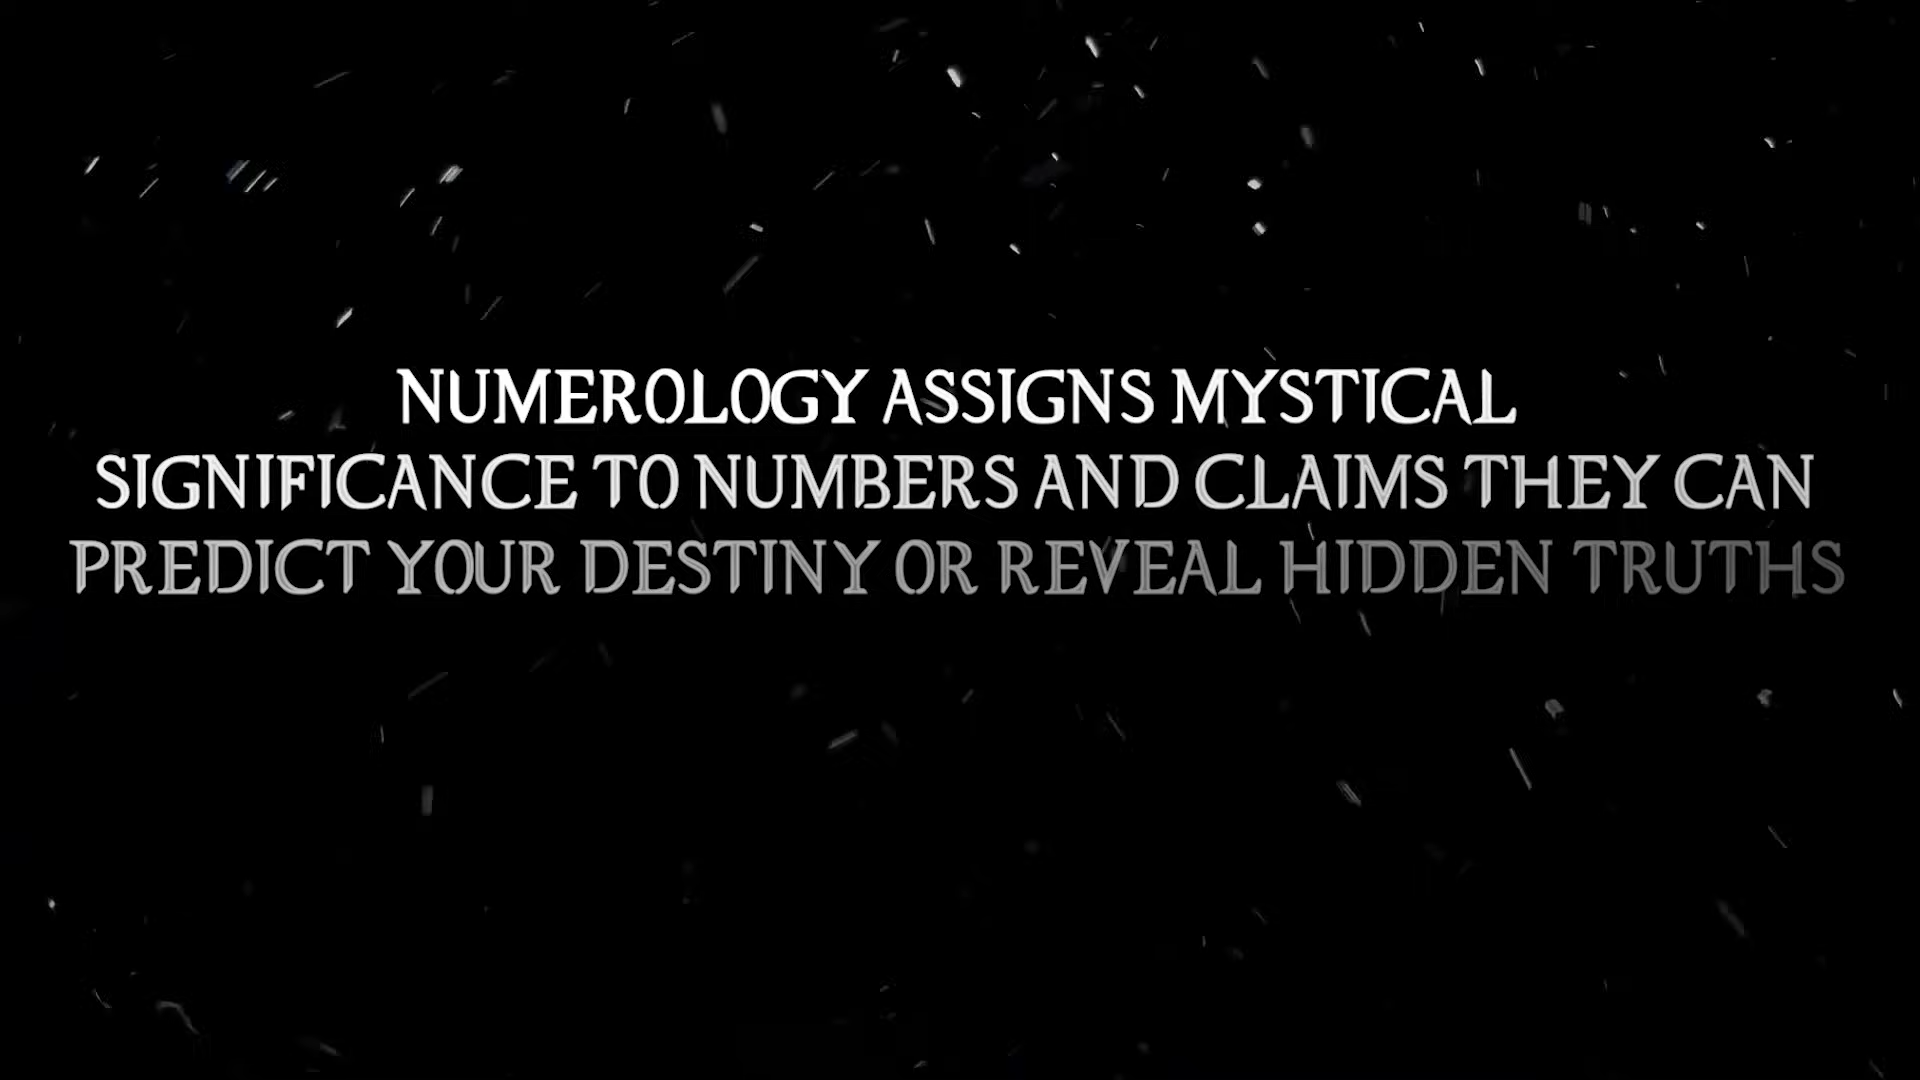 NUMEROLOGY ASSIGNS MYSTICAL
SIGNIFICANCE TO NUMBERS AND CLAIMS THEY CAN
PREDICT YOUR DESTINY OR REVEAL HIDDEN TRUTHS